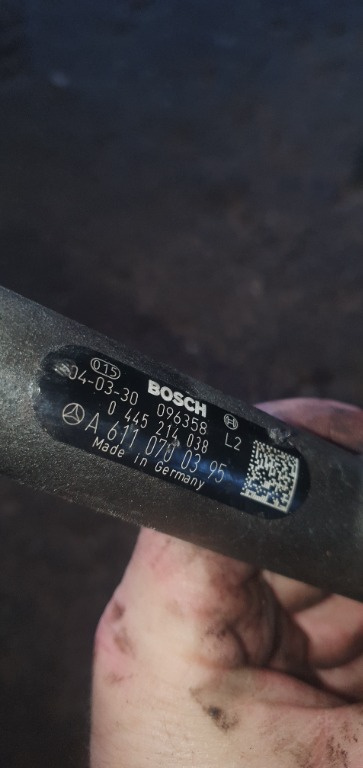 015
04-03-30 BOSCH
096358
0 445 214 038 L2
A 611 070 03 95
Made in Germany